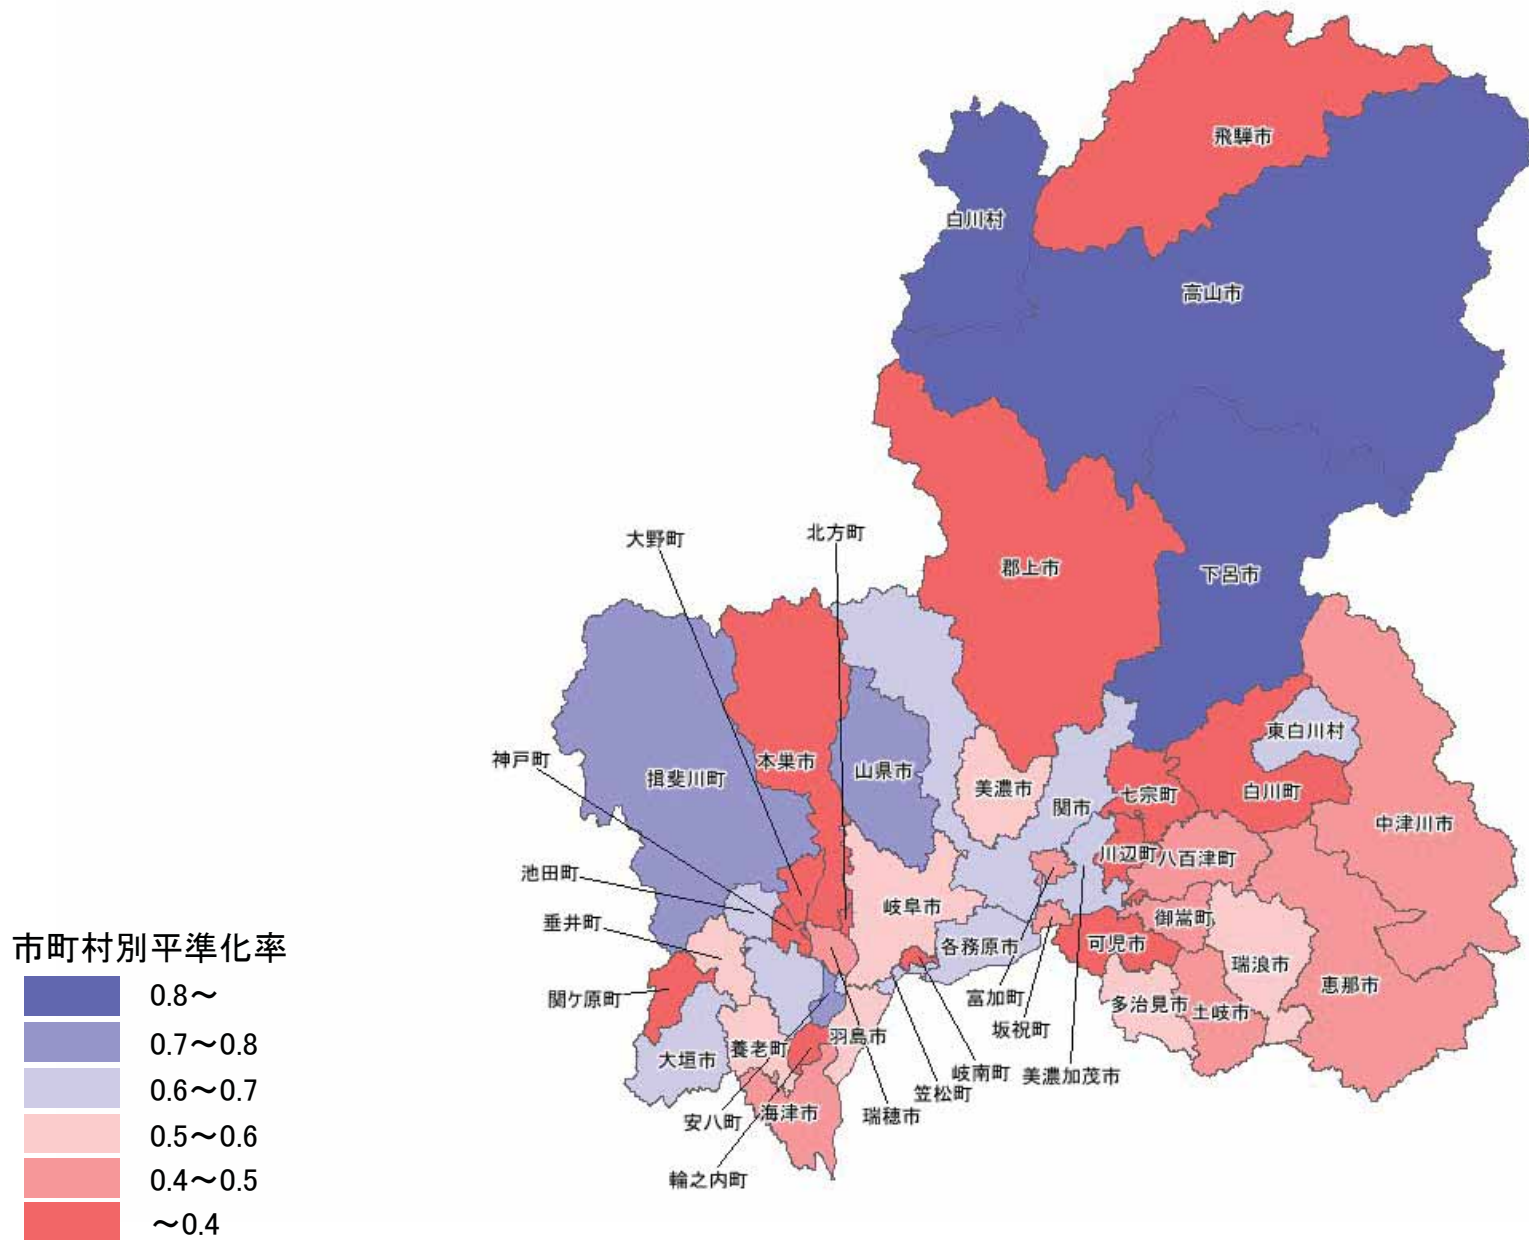 飛騨市
白川村
高山市
大野町
北方町
郡上市
下呂市
東白川村
神戸町
本巣市
山県市
揖斐川町
美濃市
関市
七宗町
白川町
中津川市
川辺町
八百津町
池田町
岐阜市
御嵩町
垂井町
各務原市
可児市
瑞浪市
恵那市
関ケ原町
富加町
多治見市
土岐市
坂祝町
羽島市
養老町
大垣市
岐南町
美濃加茂市
笠松町
安八町
海津市
瑞穂市
輪之内町
市町村別平準化率
0.8～
0.7～0.8
0.6～0.7
0.5～0.6
0.4～0.5
～0.4